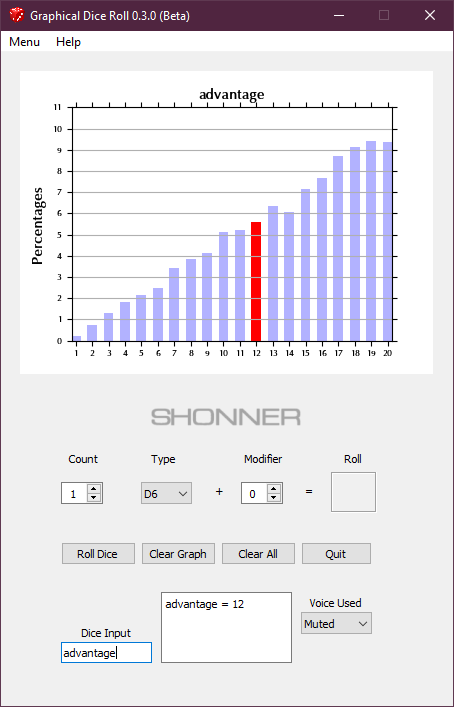 Graphical Dice Roll 0.3.0 (Beta)
Menu Help
advantage
Percentages
11
10
9
8
7
6
5
4
3
2
1
0
1 2 3 4 5 6 7 8 9 10 11 12 13 14 15 16 17 18 19 20
SHONNER
Count Type Modifier Roll
1 D6 + 0 =
Roll Dice Clear Graph Clear All Quit
advantage = 12
Voice Used
Muted
Dice Input
advantage